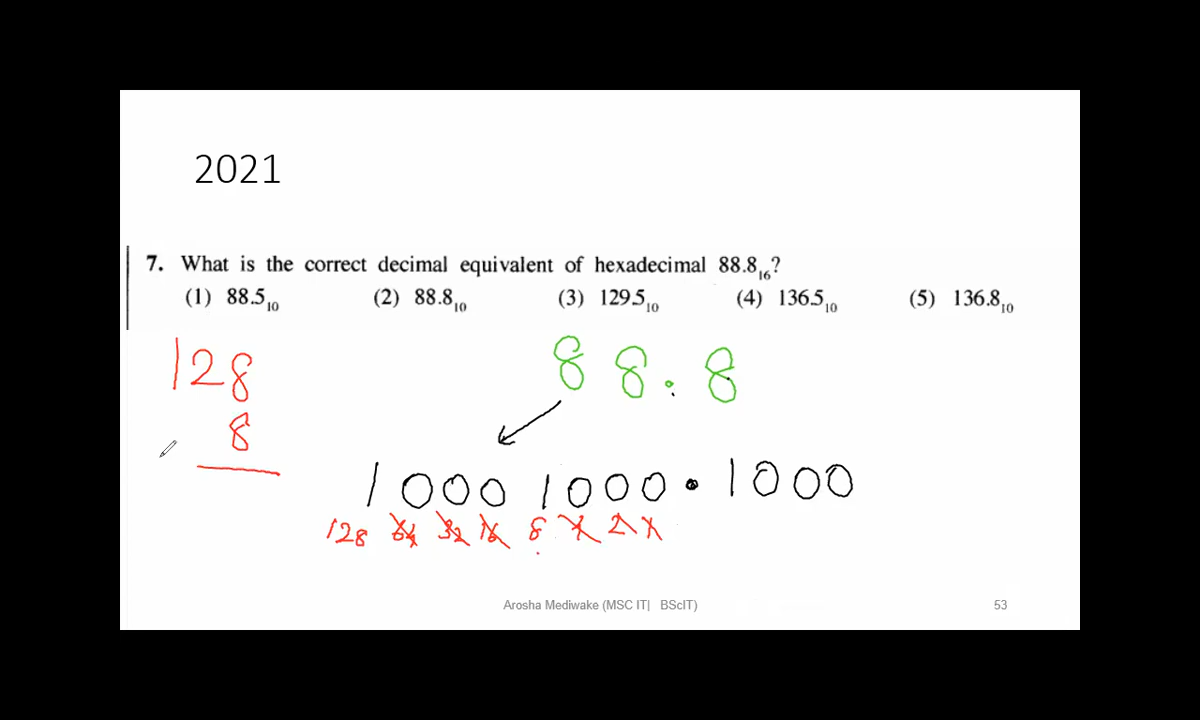 2021
7. What is the correct decimal equivalent of hexadecimal 88.8₁₆?
(1) 88.5₁₀ (2) 88.8₁₀ (3) 129.5₁₀ (4) 136.5₁₀ (5) 136.8₁₀
128
8
88.8
1000 1000.1000
128 64 32 16 8 4 2 1
Arosha Mediwake (MSC IT| BScIT)
53